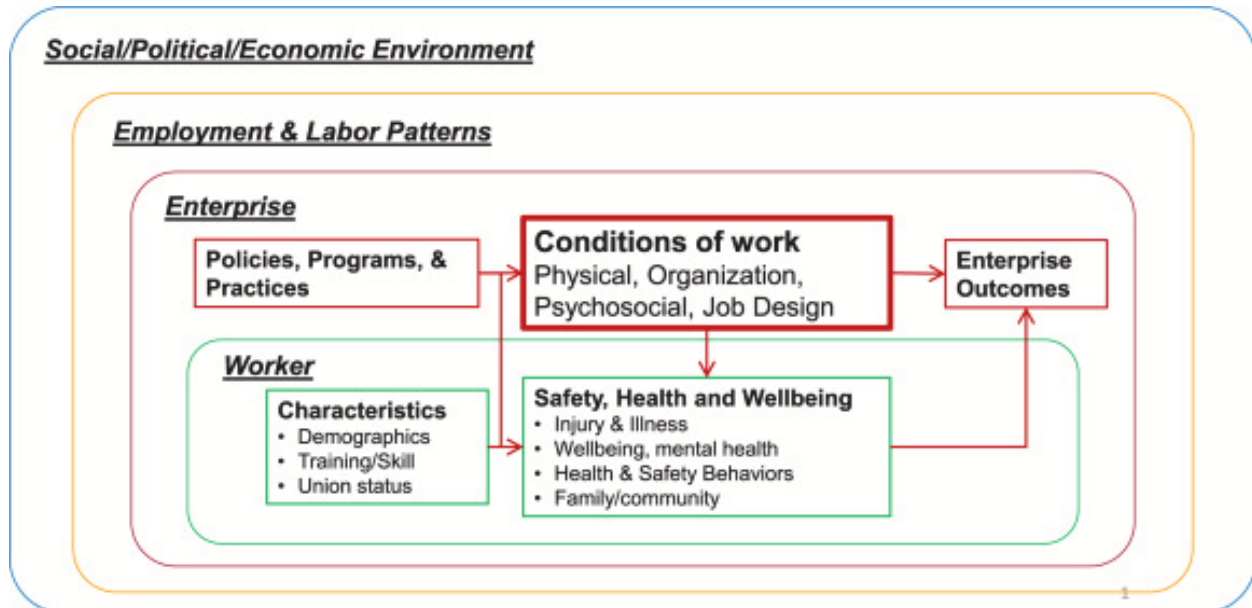 Social/Political/Economic Environment
Employment & Labor Patterns
Enterprise
Policies, Programs, &
Practices
Conditions of work
Physical, Organization,
Psychosocial, Job Design
Enterprise
Outcomes
Worker
Characteristics
• Demographics
• Training/Skill
• Union status
Safety, Health and Wellbeing
• Injury & Illness
• Wellbeing, mental health
• Health & Safety Behaviors
• Family/community
1